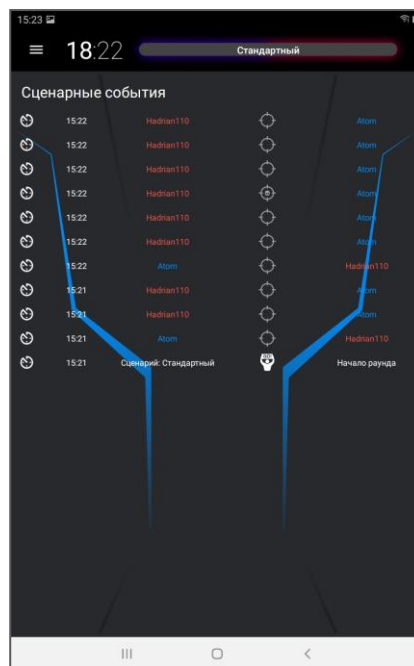 15:23
18:22 Стандартный
Сценарные события
15:22 Hadrian110 Atom
15:22 Hadrian110 Atom
15:22 Hadrian110 Atom
15:22 Hadrian110 Atom
15:22 Hadrian110 Atom
15:22 Hadrian110 Atom
15:22 Atom Hadrian110
15:21 Hadrian110 Atom
15:21 Hadrian110 Atom
15:21 Atom Hadrian110
15:21 Сценарий: Стандартный Начало раунда